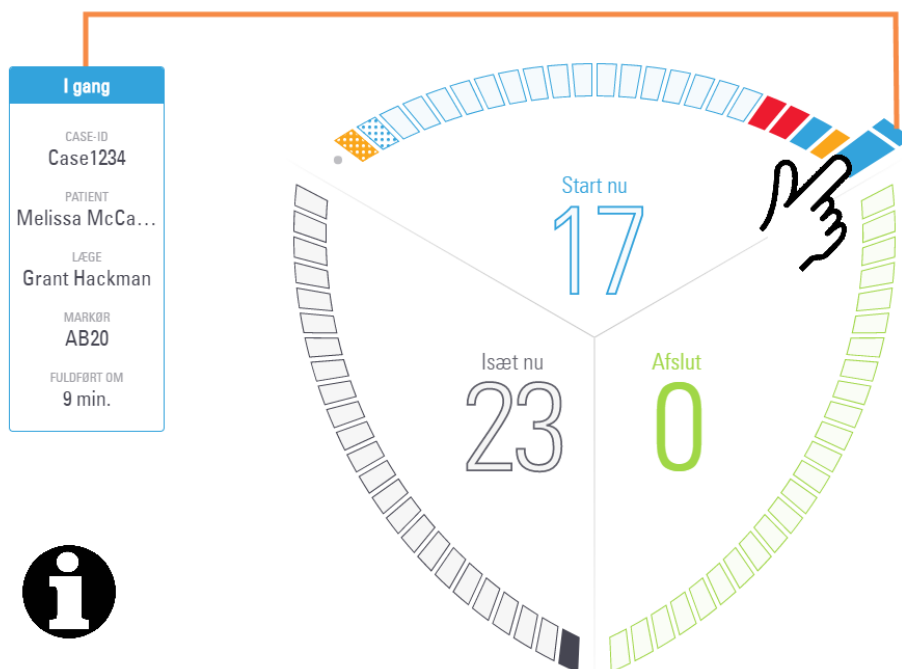 I gang
CASE-ID
Case1234
PATIENT
Melissa McCa...
LÆGE
Grant Hackman
MARKØR
AB20
FULDFØRT OM
9 min.
Start nu
17
Isæt nu
23
Afslut
0